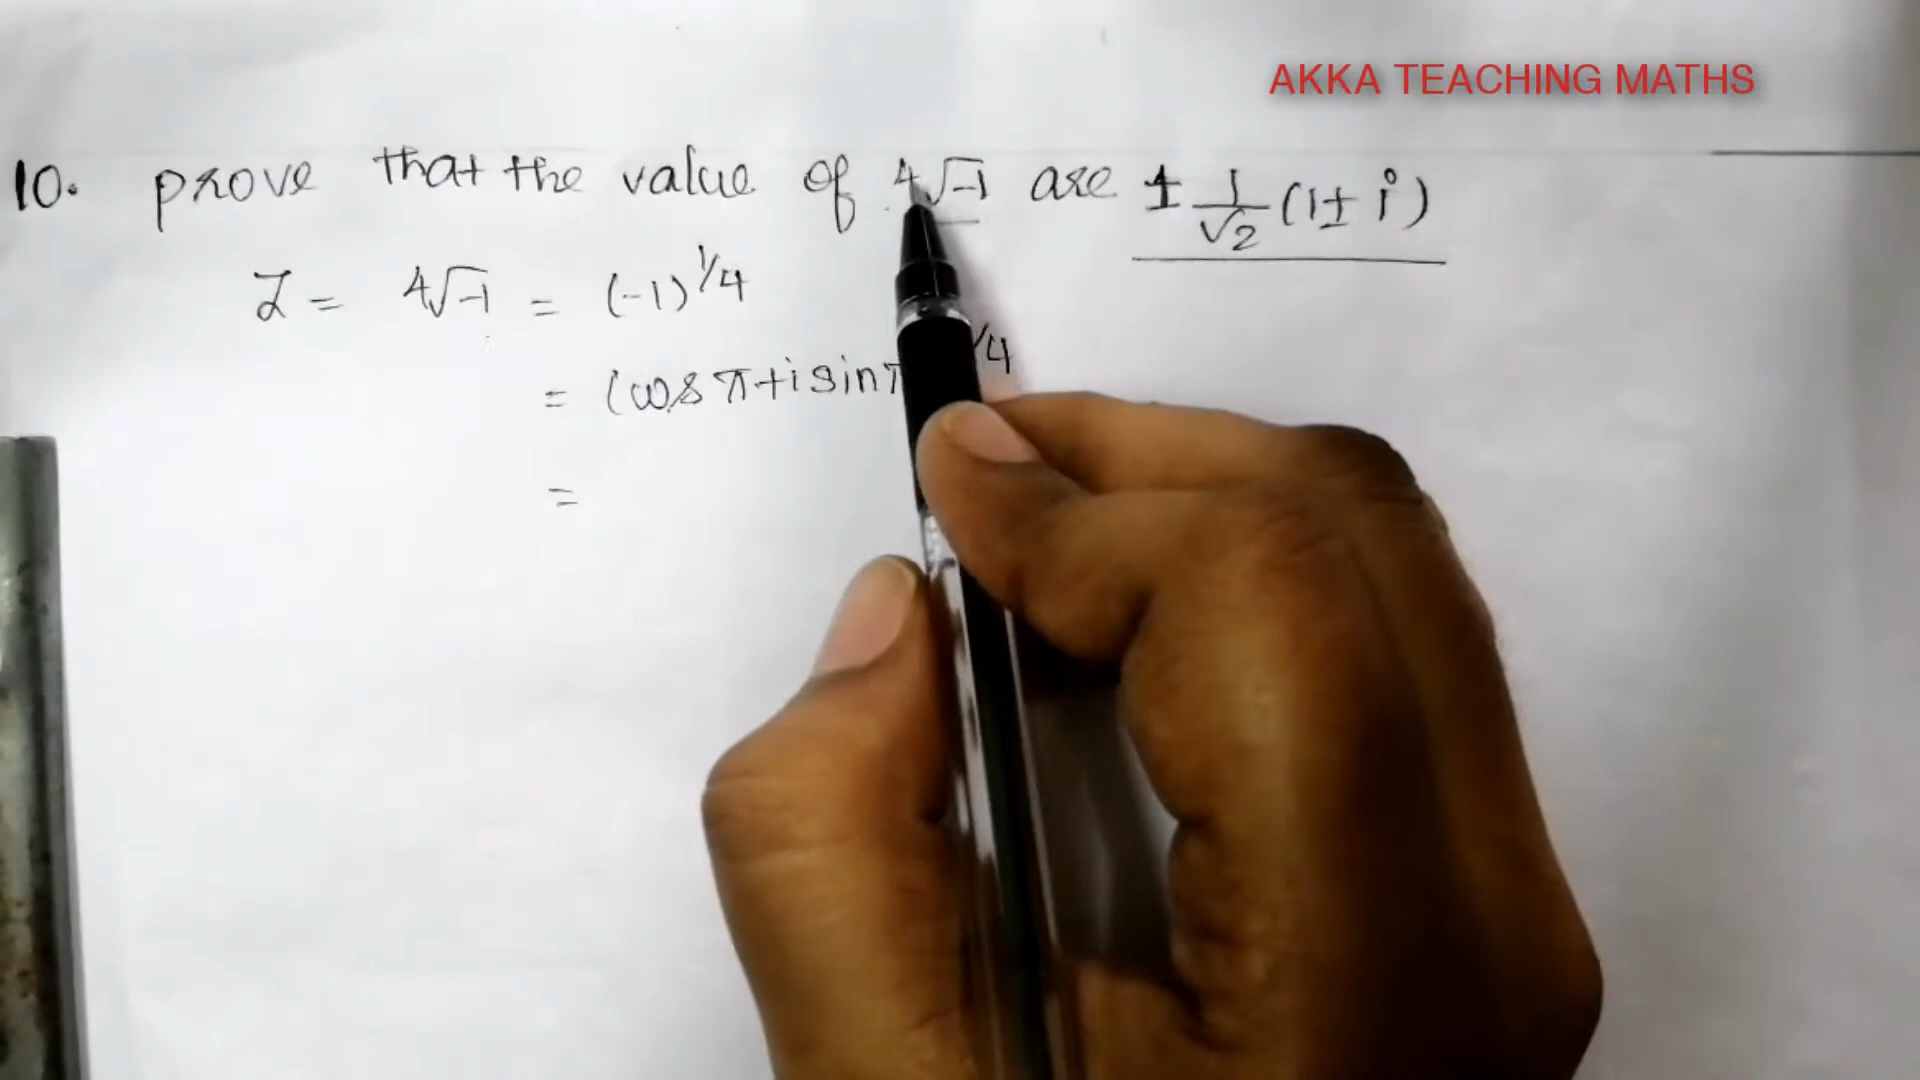 AKKA TEACHING MATHS
10. prove that the value of ∜-1 are ± 1/√2 (1 ± i)
Z = ∜-1 = (-1)^1/4
= (cos π + i sin π /4
=